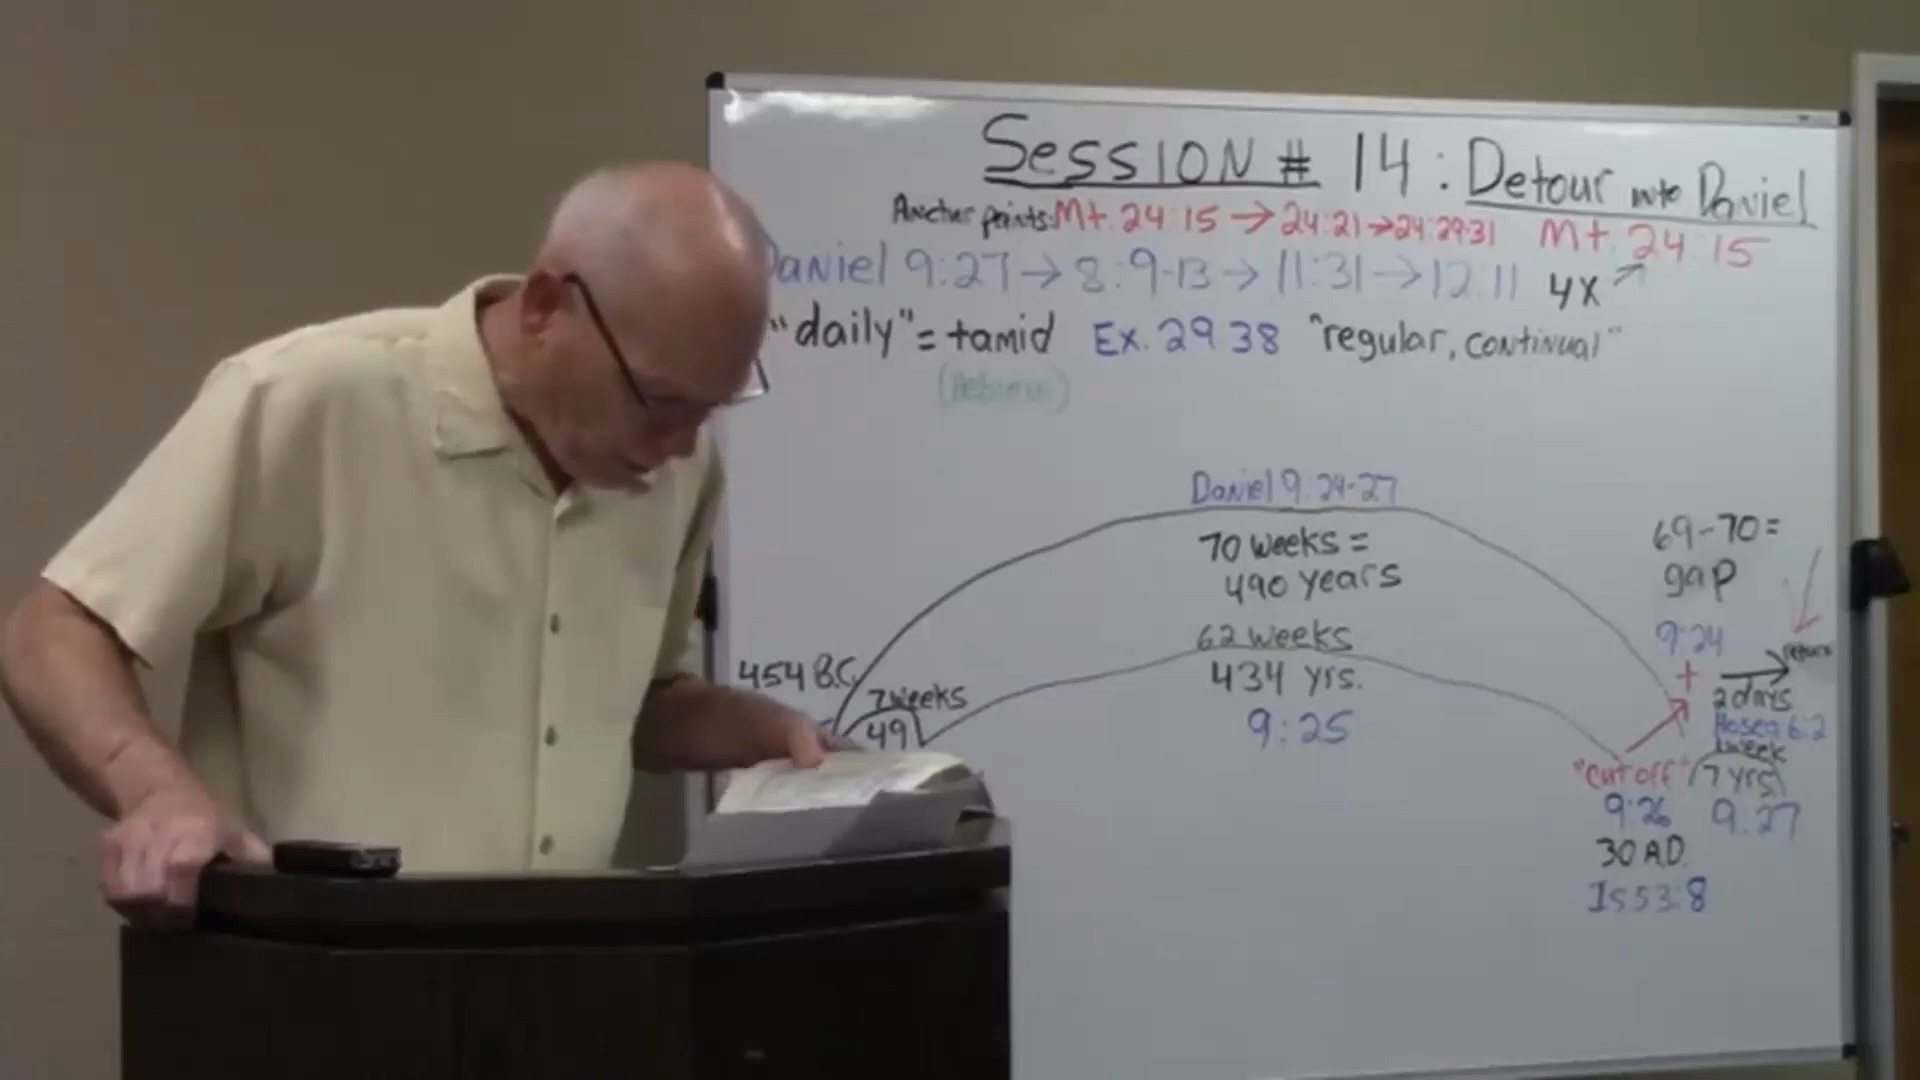 Session # 14: Detour into Daniel
Anchor points: Mt. 24:15 → 24:21 → 24:29-31 Mt. 24:15
Daniel 9:27 → 8:9-13 → 11:31 → 12:11 4x
"daily" = tamid Ex. 29 38 "regular, continual"
(Hebrew)
Daniel 9:24-27
70 weeks =
490 years
62 weeks
434 yrs.
9:25
454 B.C.
7 weeks
49
69-70 =
gap
9:24
+
return
2 days
Hosea 6:2
1 week
7 yrs
9:27
"cut off"
9:26
30 A.D.
Is 53:8